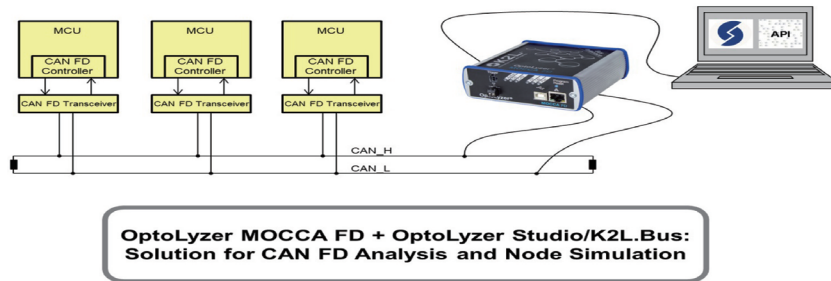 MCU
CAN FD
Controller
CAN FD Transceiver
MCU
CAN FD
Controller
CAN FD Transceiver
MCU
CAN FD
Controller
CAN FD Transceiver
K2L
OptoLyzer
API
CAN_H
CAN_L
OptoLyzer MOCCA FD + OptoLyzer Studio/K2L.Bus:
Solution for CAN FD Analysis and Node Simulation